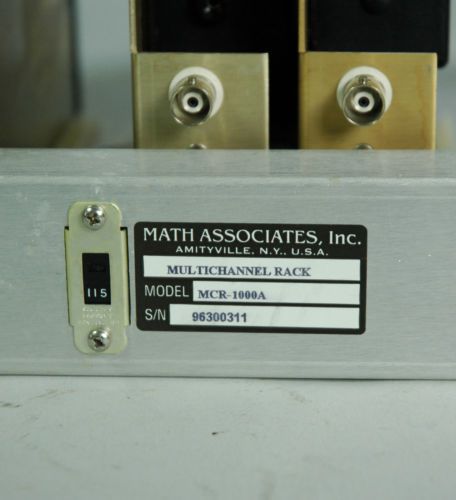 MATH ASSOCIATES, Inc.
AMITYVILLE, N.Y., U.S.A.
MULTICHANNEL RACK
MODEL MCR-1000A
S/N 96300311
115